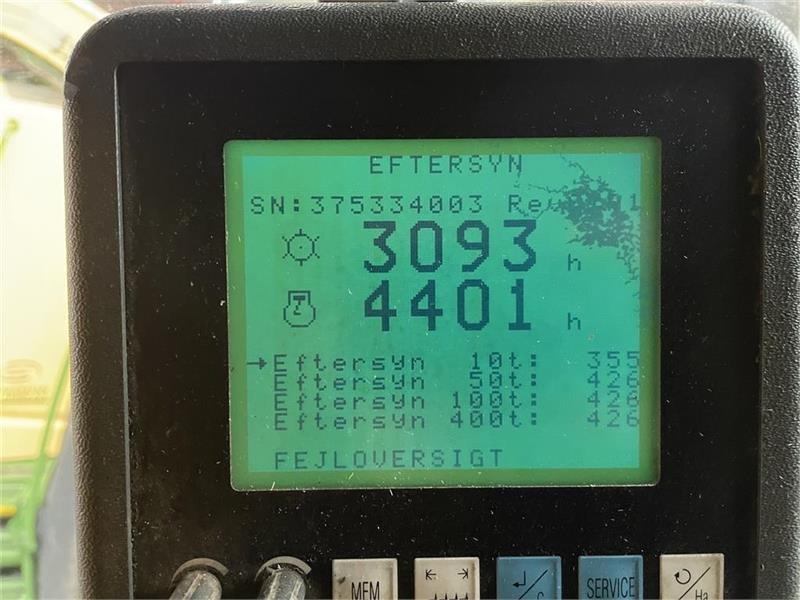 EFTERSYN
SN:375334003
3093 h
4401 h
→Eftersyn 10t: 355
Eftersyn 50t: 426
Eftersyn 100t: 426
Eftersyn 400t: 426
FEJLOVERSIGT
MEM SERVICE /Ha